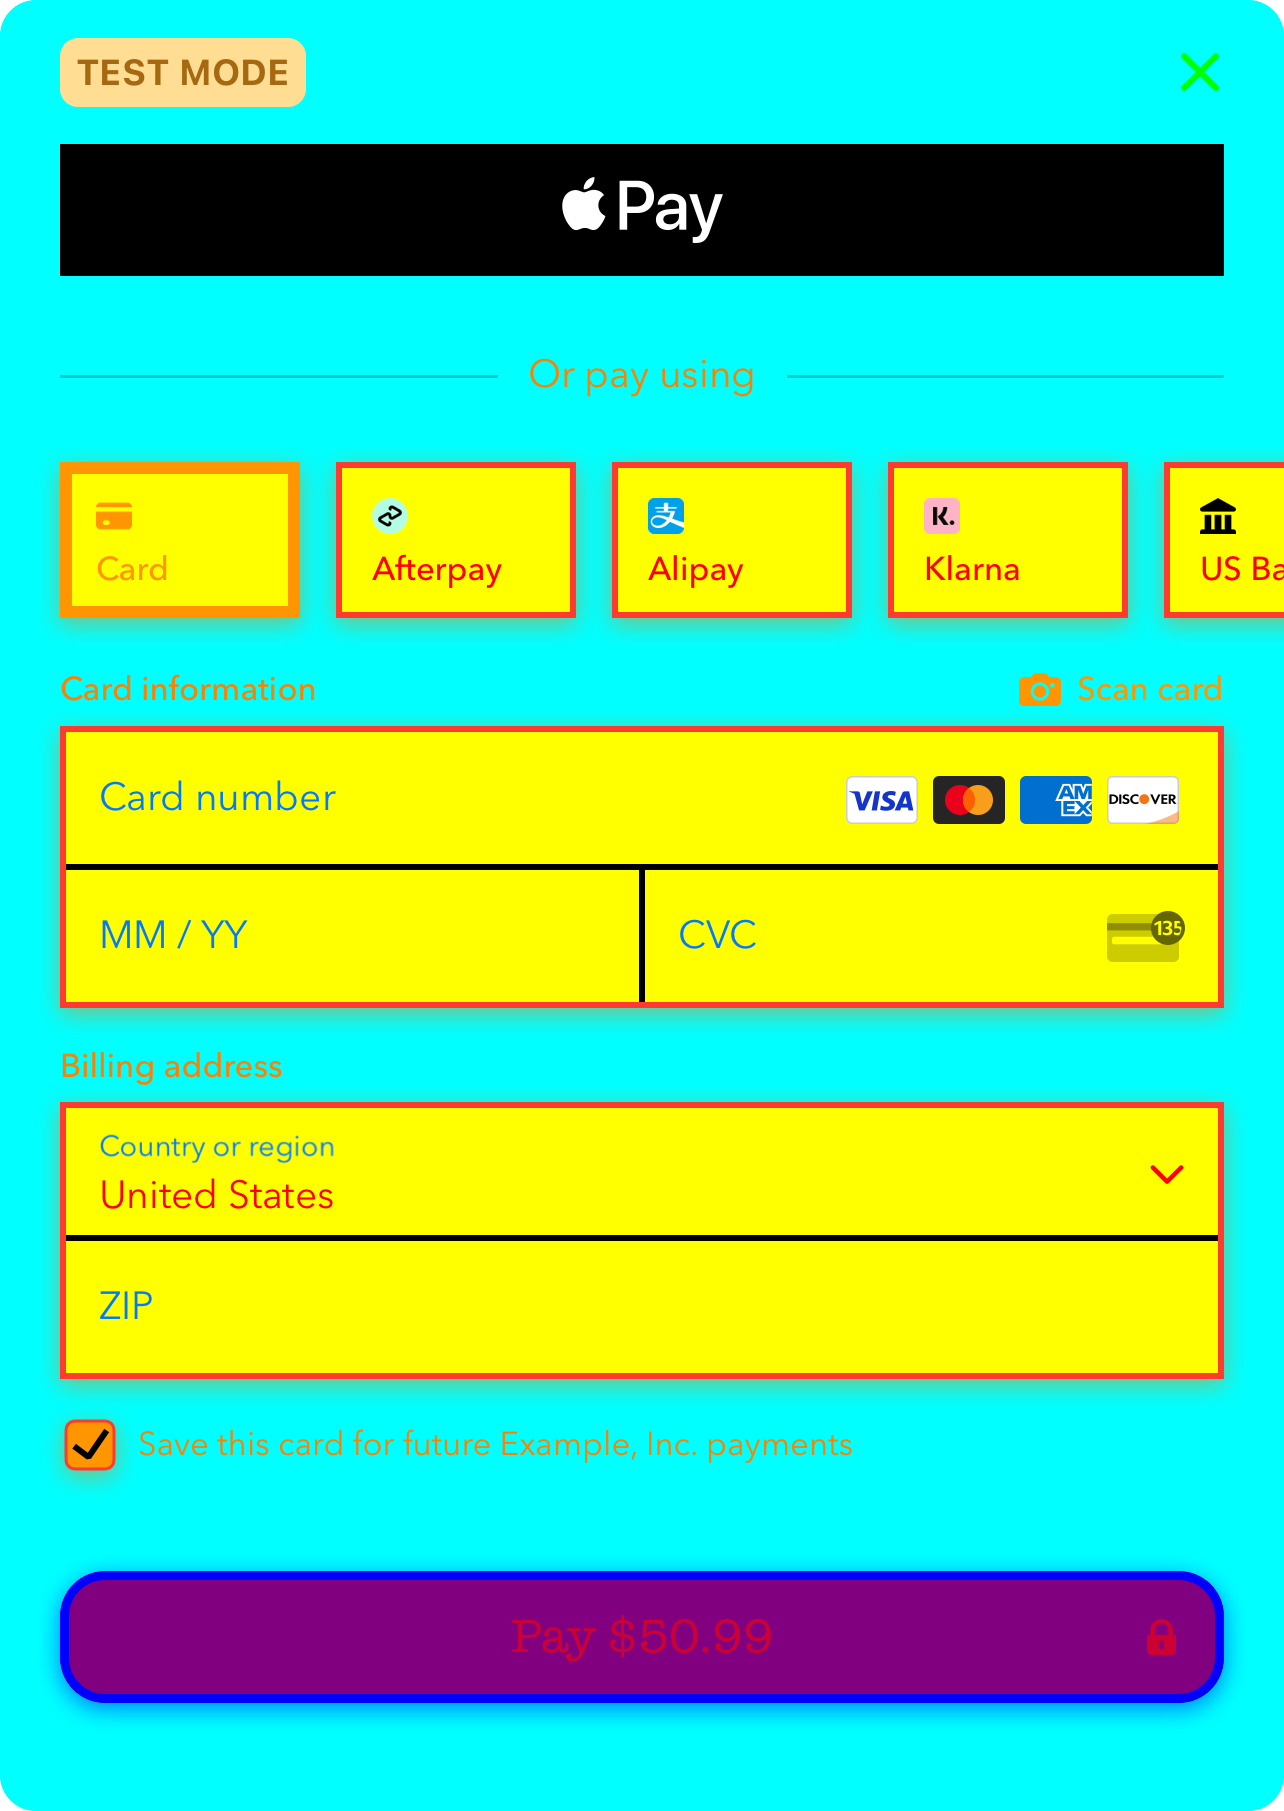 TEST MODE
Pay
Or pay using
Card
Afterpay
支
Alipay
K.
Klarna
US Ba
Card information
Scan card
Card number
VISA
AM
EX
DISCOVER
MM / YY
CVC
135
Billing address
Country or region
United States
ZIP
Save this card for future Example, Inc. payments
Pay $50.99